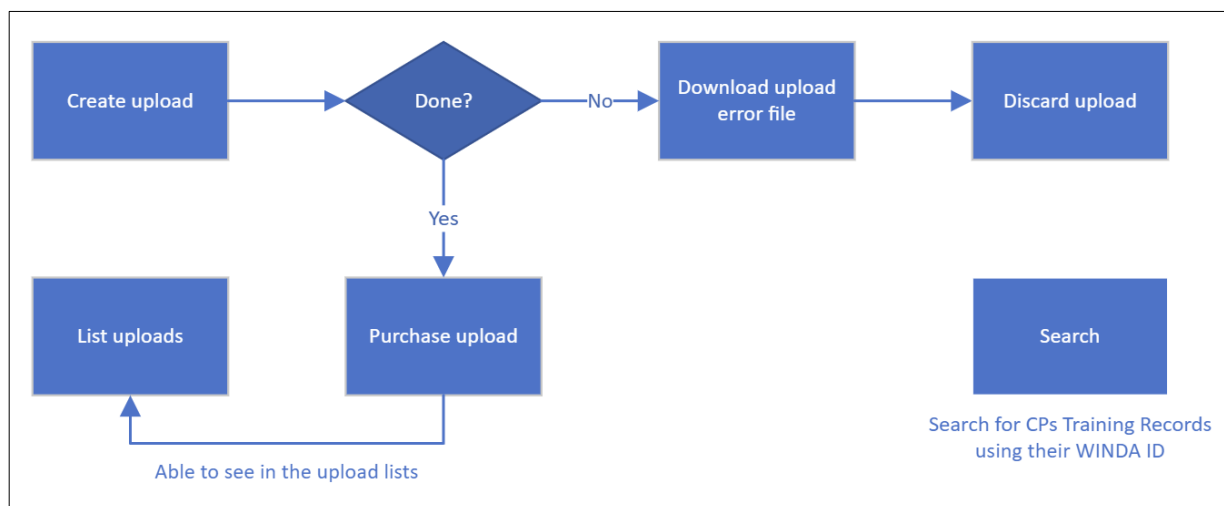 Create upload
Done?
No
Download upload
error file
Discard upload
Yes
List uploads
Purchase upload
Search
Able to see in the upload lists
Search for CPs Training Records
using their WINDA ID